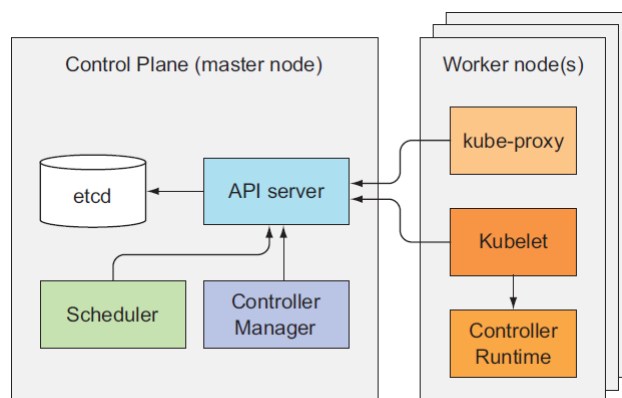 Control Plane (master node)
Worker node(s)
kube-proxy
etcd
API server
Kubelet
Scheduler
Controller
Manager
Controller
Runtime